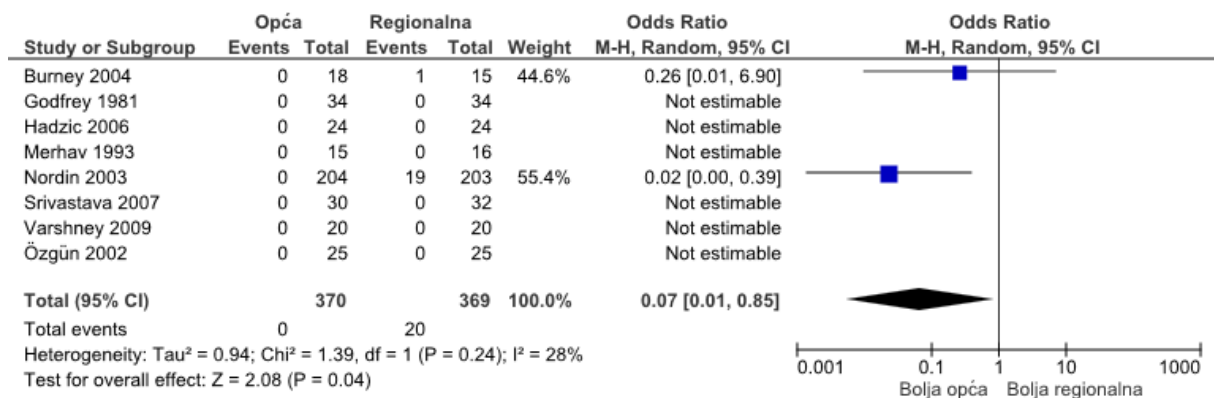 Opća Regionalna Odds Ratio Odds Ratio
Study or Subgroup Events Total Events Total Weight M-H, Random, 95% CI M-H, Random, 95% CI
Burney 2004 0 18 1 15 44.6% 0.26 [0.01, 6.90]
Godfrey 1981 0 34 0 34 Not estimable
Hadzic 2006 0 24 0 24 Not estimable
Merhav 1993 0 15 0 16 Not estimable
Nordin 2003 0 204 19 203 55.4% 0.02 [0.00, 0.39]
Srivastava 2007 0 30 0 32 Not estimable
Varshney 2009 0 20 0 20 Not estimable
Özgün 2002 0 25 0 25 Not estimable
Total (95% CI) 370 369 100.0% 0.07 [0.01, 0.85]
Total events 0 20
Heterogeneity: Tau² = 0.94; Chi² = 1.39, df = 1 (P = 0.24); I² = 28%
Test for overall effect: Z = 2.08 (P = 0.04)
0.001 0.1 1 10 1000
Bolja opća Bolja regionalna